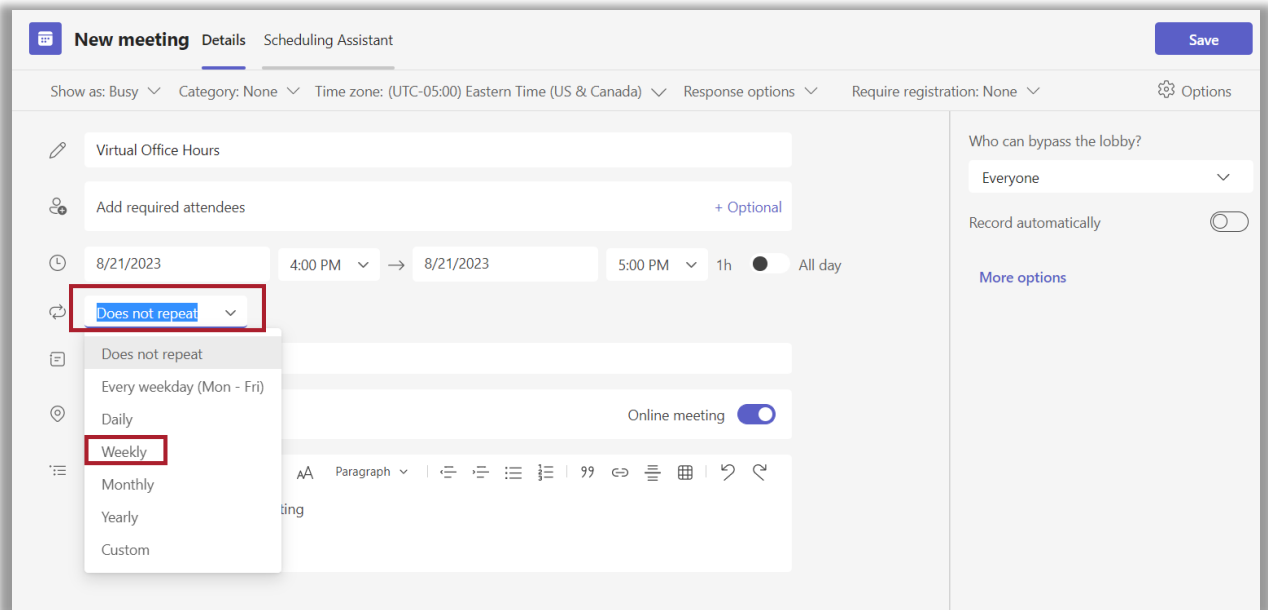 New meeting Details Scheduling Assistant Save
Show as: Busy Category: None Time zone: (UTC-05:00) Eastern Time (US & Canada) Response options Require registration: None Options
Virtual Office Hours
Add required attendees + Optional
8/21/2023 4:00 PM → 8/21/2023 5:00 PM 1h All day
Does not repeat
Does not repeat
Every weekday (Mon - Fri)
Daily
Weekly
Monthly
Yearly
Custom
Online meeting
AA Paragraph
ting
Who can bypass the lobby?
Everyone
Record automatically
More options